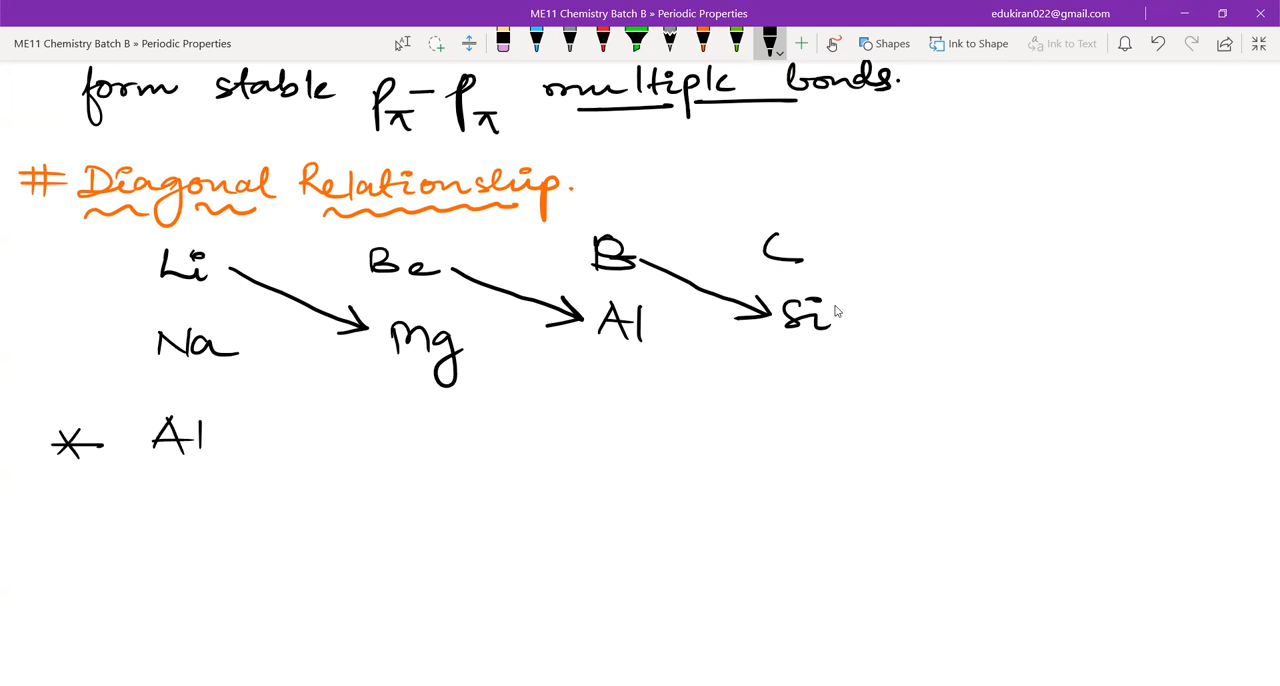 ME11 Chemistry Batch B » Periodic Properties
edukiran022@gmail.com
ME11 Chemistry Batch B » Periodic Properties
Shapes
Ink to Shape
Ink to Text
form stable pπ – pπ multiple bonds.
# Diagonal Relationship.
Li Be B C
Na Mg Al Si
* Al